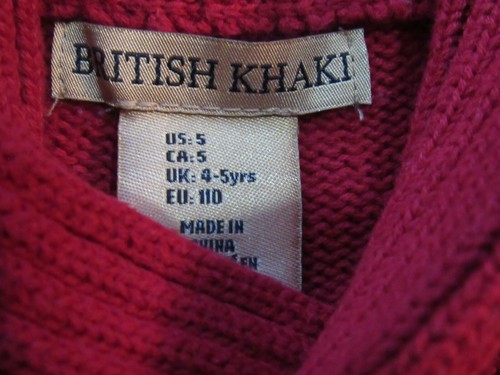 BRITISH KHAKI
US: 5
CA: 5
UK: 4-5yrs
EU: 110
MADE IN
CHINA